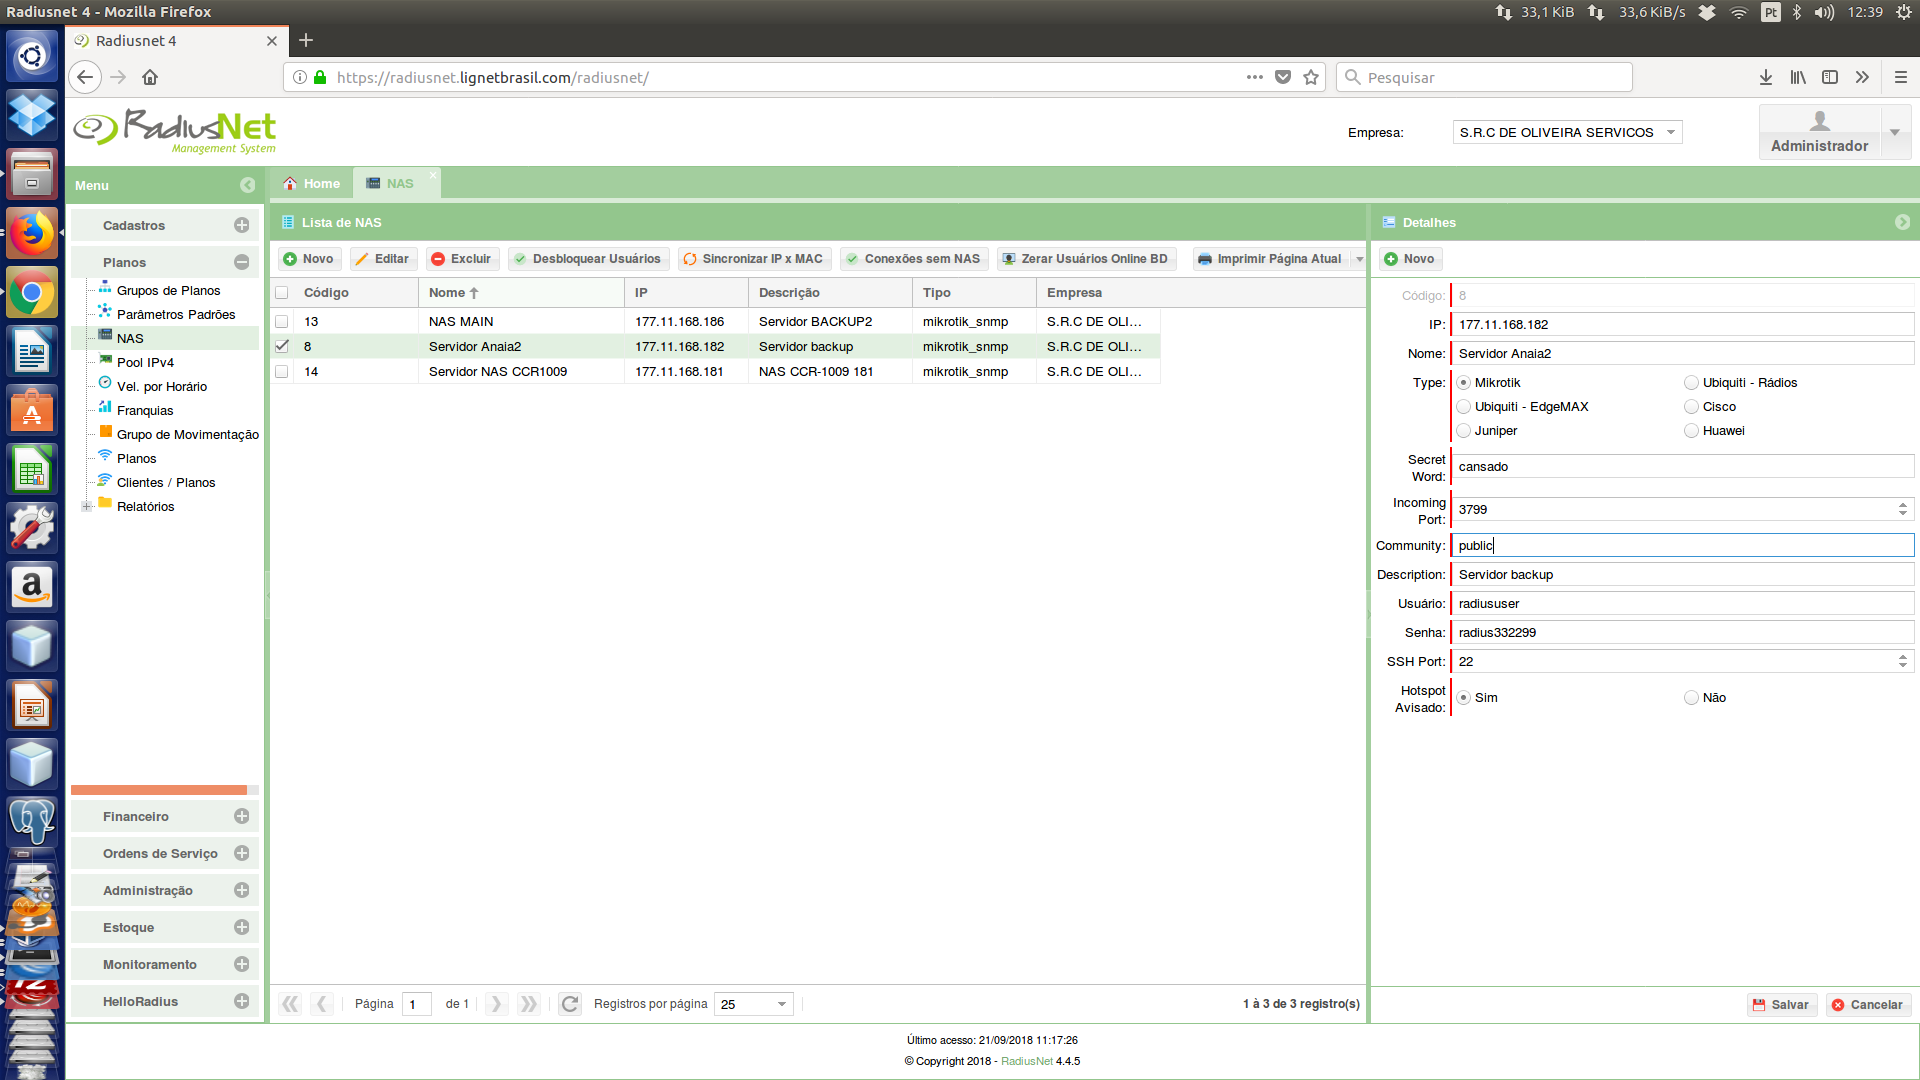 Radiusnet 4 - Mozilla Firefox
33,1 KiB 33,6 KiB/s Pt 12:39
Radiusnet 4
https://radiusnet.lignetbrasil.com/radiusnet/
Pesquisar
RadiusNet
Management System
Empresa: S.R.C DE OLIVEIRA SERVICOS
Administrador
Menu
Home
NAS
Cadastros
Planos
Grupos de Planos
Parâmetros Padrões
NAS
Pool IPv4
Vel. por Horário
Franquias
Grupo de Movimentação
Planos
Clientes / Planos
Relatórios
Financeiro
Ordens de Serviço
Administração
Estoque
Monitoramento
HelloRadius
Lista de NAS
Novo Editar Excluir Desbloquear Usuários Sincronizar IP x MAC Conexões sem NAS Zerar Usuários Online BD Imprimir Página Atual
Código Nome IP Descrição Tipo Empresa
13 NAS MAIN 177.11.168.186 Servidor BACKUP2 mikrotik_snmp S.R.C DE OLI...
8 Servidor Anaia2 177.11.168.182 Servidor backup mikrotik_snmp S.R.C DE OLI...
14 Servidor NAS CCR1009 177.11.168.181 NAS CCR-1009 181 mikrotik_snmp S.R.C DE OLI...
Página 1 de 1 Registros por página 25 1 à 3 de 3 registro(s)
Detalhes
Novo
Código: 8
IP: 177.11.168.182
Nome: Servidor Anaia2
Type: Mikrotik Ubiquiti - Rádios
Ubiquiti - EdgeMAX Cisco
Juniper Huawei
Secret Word: cansado
Incoming Port: 3799
Community: public
Description: Servidor backup
Usuário: radiususer
Senha: radius332299
SSH Port: 22
Hotspot Avisado: Sim Não
Salvar Cancelar
Último acesso: 21/09/2018 11:17:26
© Copyright 2018 - RadiusNet 4.4.5